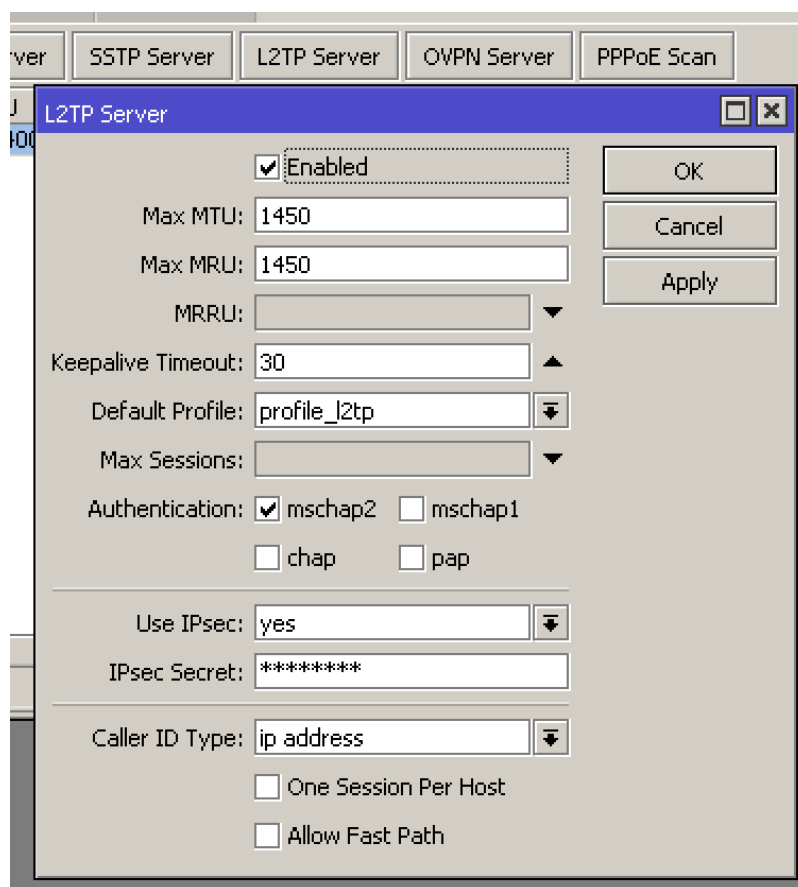 ver SSTP Server L2TP Server OVPN Server PPPoE Scan
L2TP Server
Enabled
OK
Max MTU: 1450
Cancel
Max MRU: 1450
Apply
MRRU:
Keepalive Timeout: 30
Default Profile: profile_l2tp
Max Sessions:
Authentication: mschap2 mschap1
chap pap
Use IPsec: yes
IPsec Secret: ********
Caller ID Type: ip address
One Session Per Host
Allow Fast Path